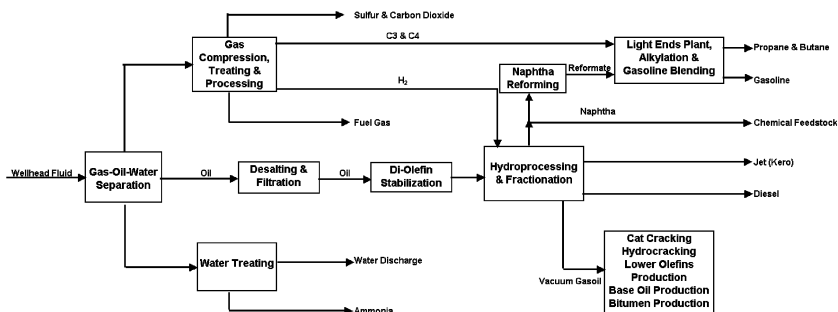 Sulfur & Carbon Dioxide
Gas
Compression,
Treating &
Processing
C3 & C4
H2
Fuel Gas
Light Ends Plant,
Alkylation &
Gasoline Blending
Propane & Butane
Gasoline
Naphtha
Reforming
Reformate
Naphtha
Chemical Feedstock
Wellhead Fluid
Gas-Oil-Water
Separation
Oil
Desalting &
Filtration
Oil
Di-Olefin
Stabilization
Hydroprocessing
& Fractionation
Jet (Kero)
Diesel
Vacuum Gasoil
Cat Cracking
Hydrocracking
Lower Olefins
Production
Base Oil Production
Bitumen Production
Water Treating
Water Discharge
Ammonia